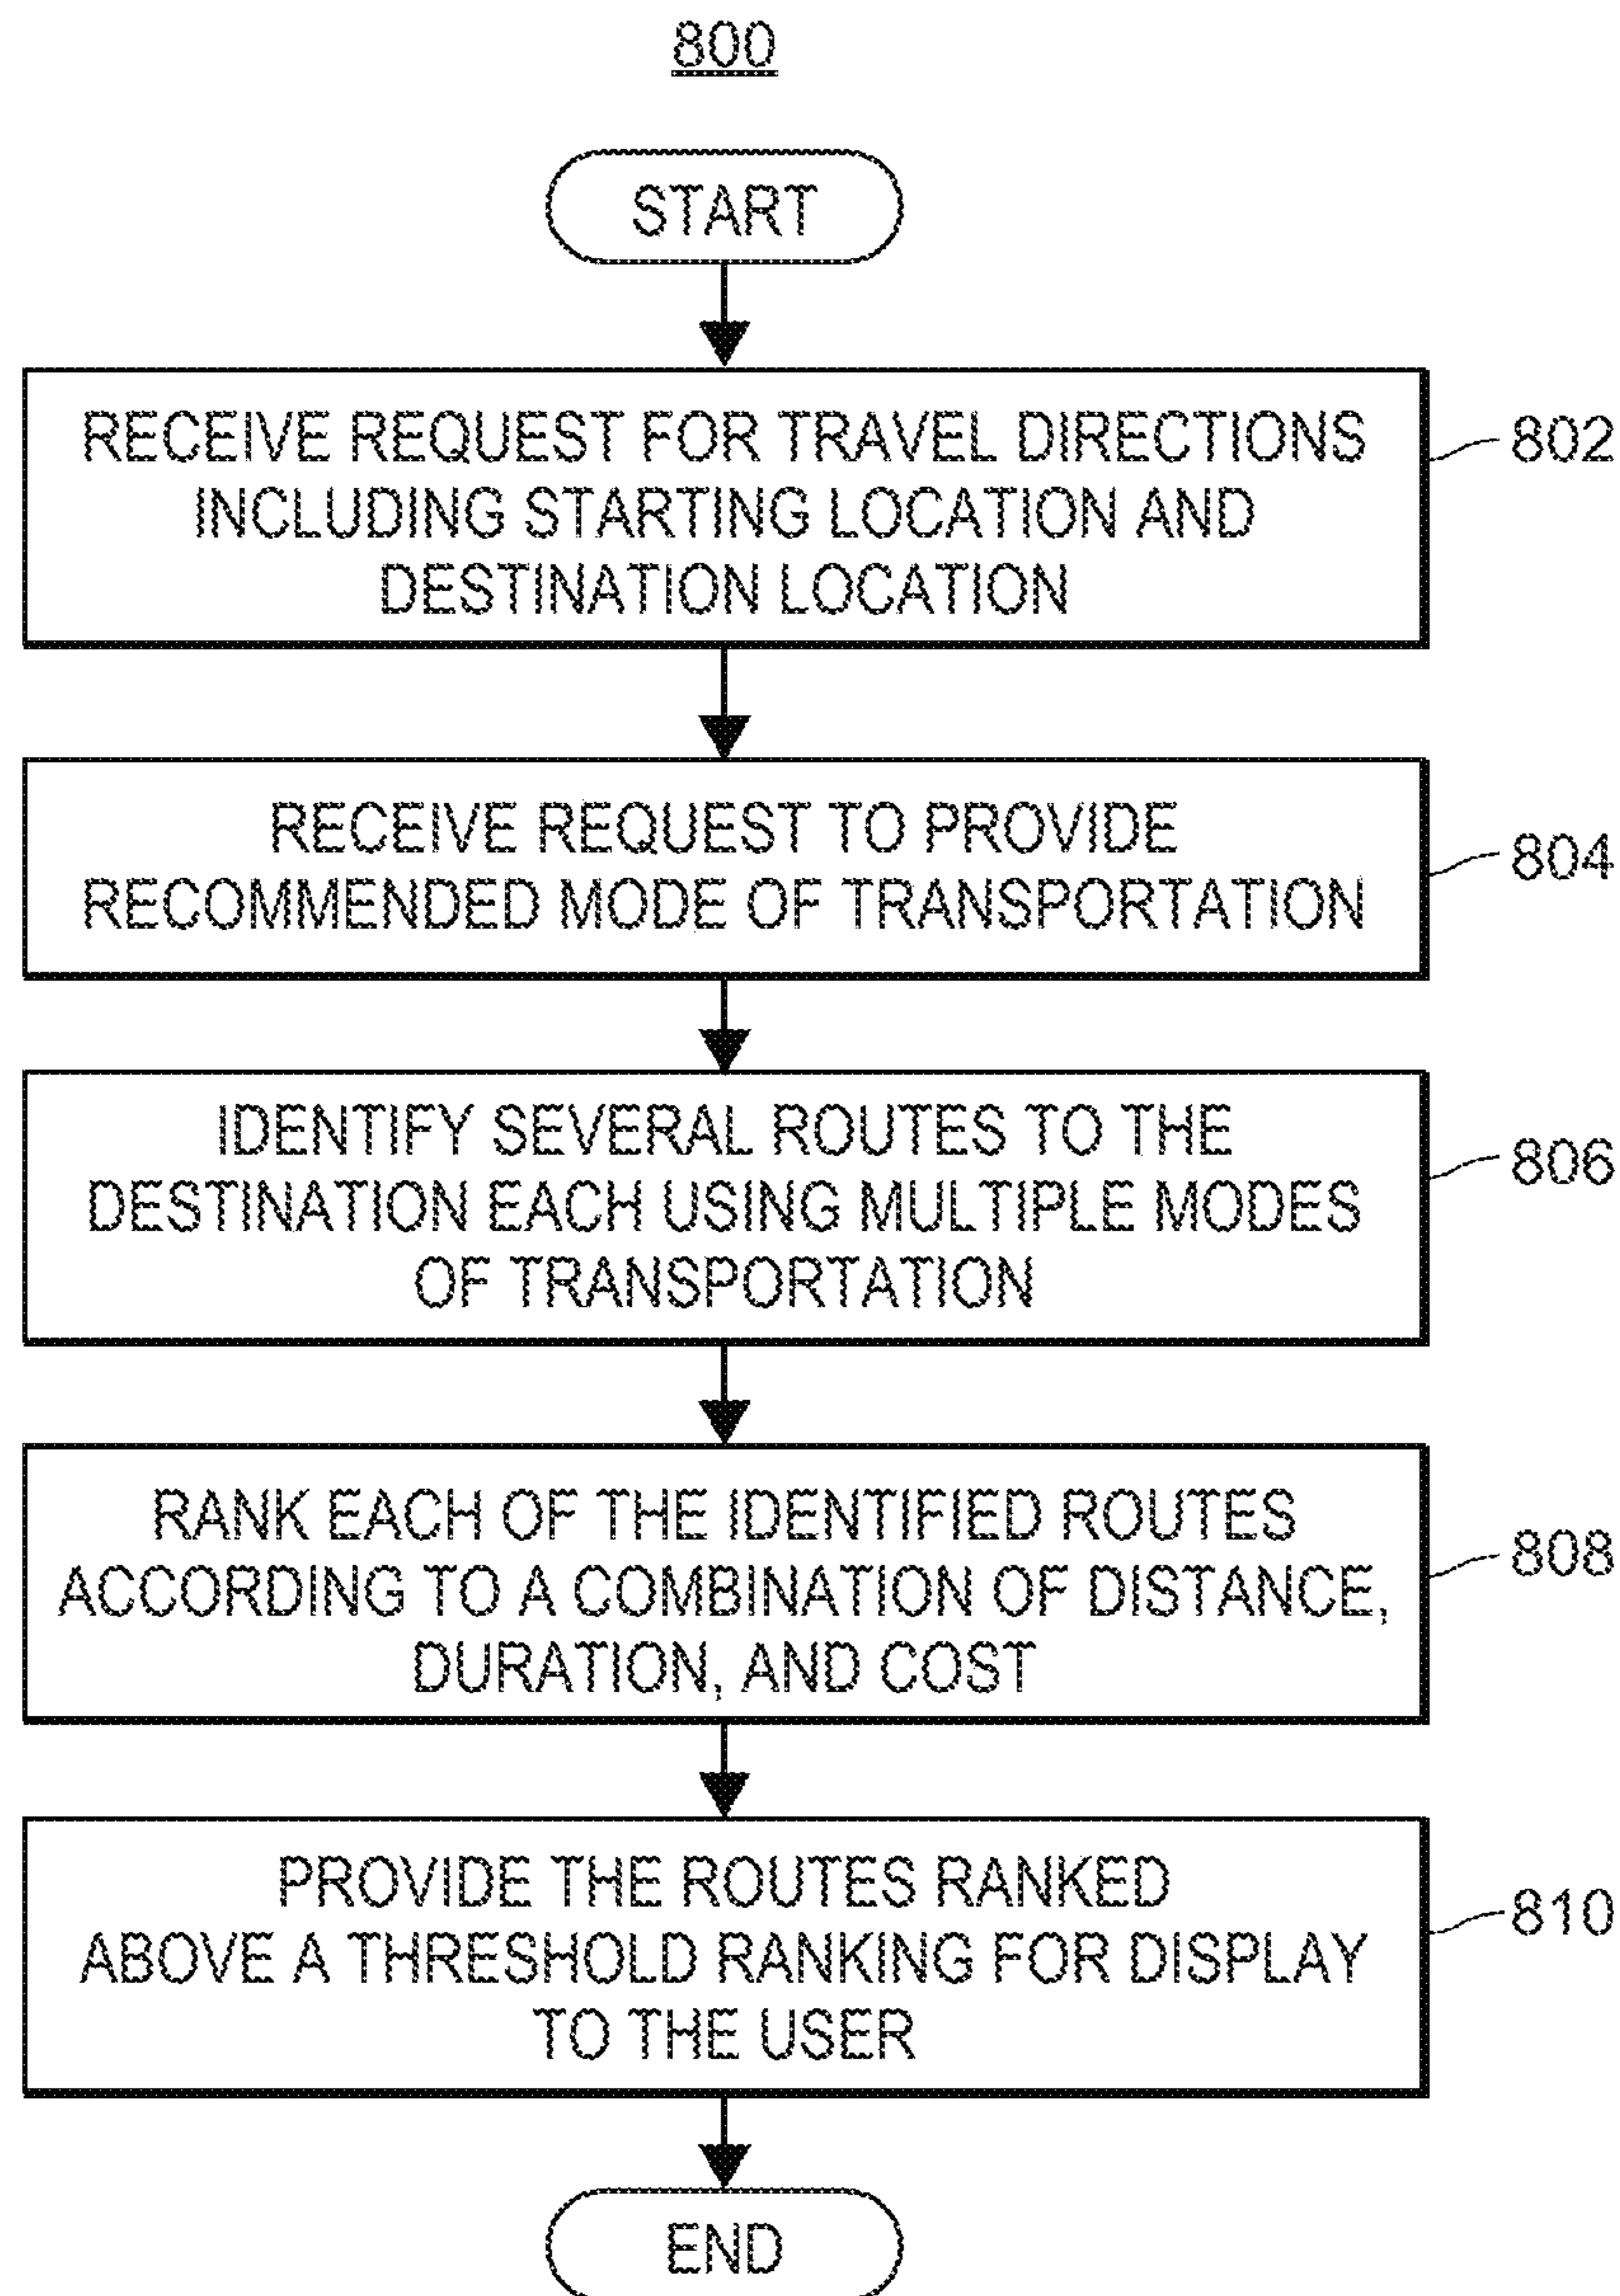 800
START
RECEIVE REQUEST FOR TRAVEL DIRECTIONS
INCLUDING STARTING LOCATION AND
DESTINATION LOCATION
802
RECEIVE REQUEST TO PROVIDE
RECOMMENDED MODE OF TRANSPORTATION
804
IDENTIFY SEVERAL ROUTES TO THE
DESTINATION EACH USING MULTIPLE MODES
OF TRANSPORTATION
806
RANK EACH OF THE IDENTIFIED ROUTES
ACCORDING TO A COMBINATION OF DISTANCE,
DURATION, AND COST
808
PROVIDE THE ROUTES RANKED
ABOVE A THRESHOLD RANKING FOR DISPLAY
TO THE USER
810
END